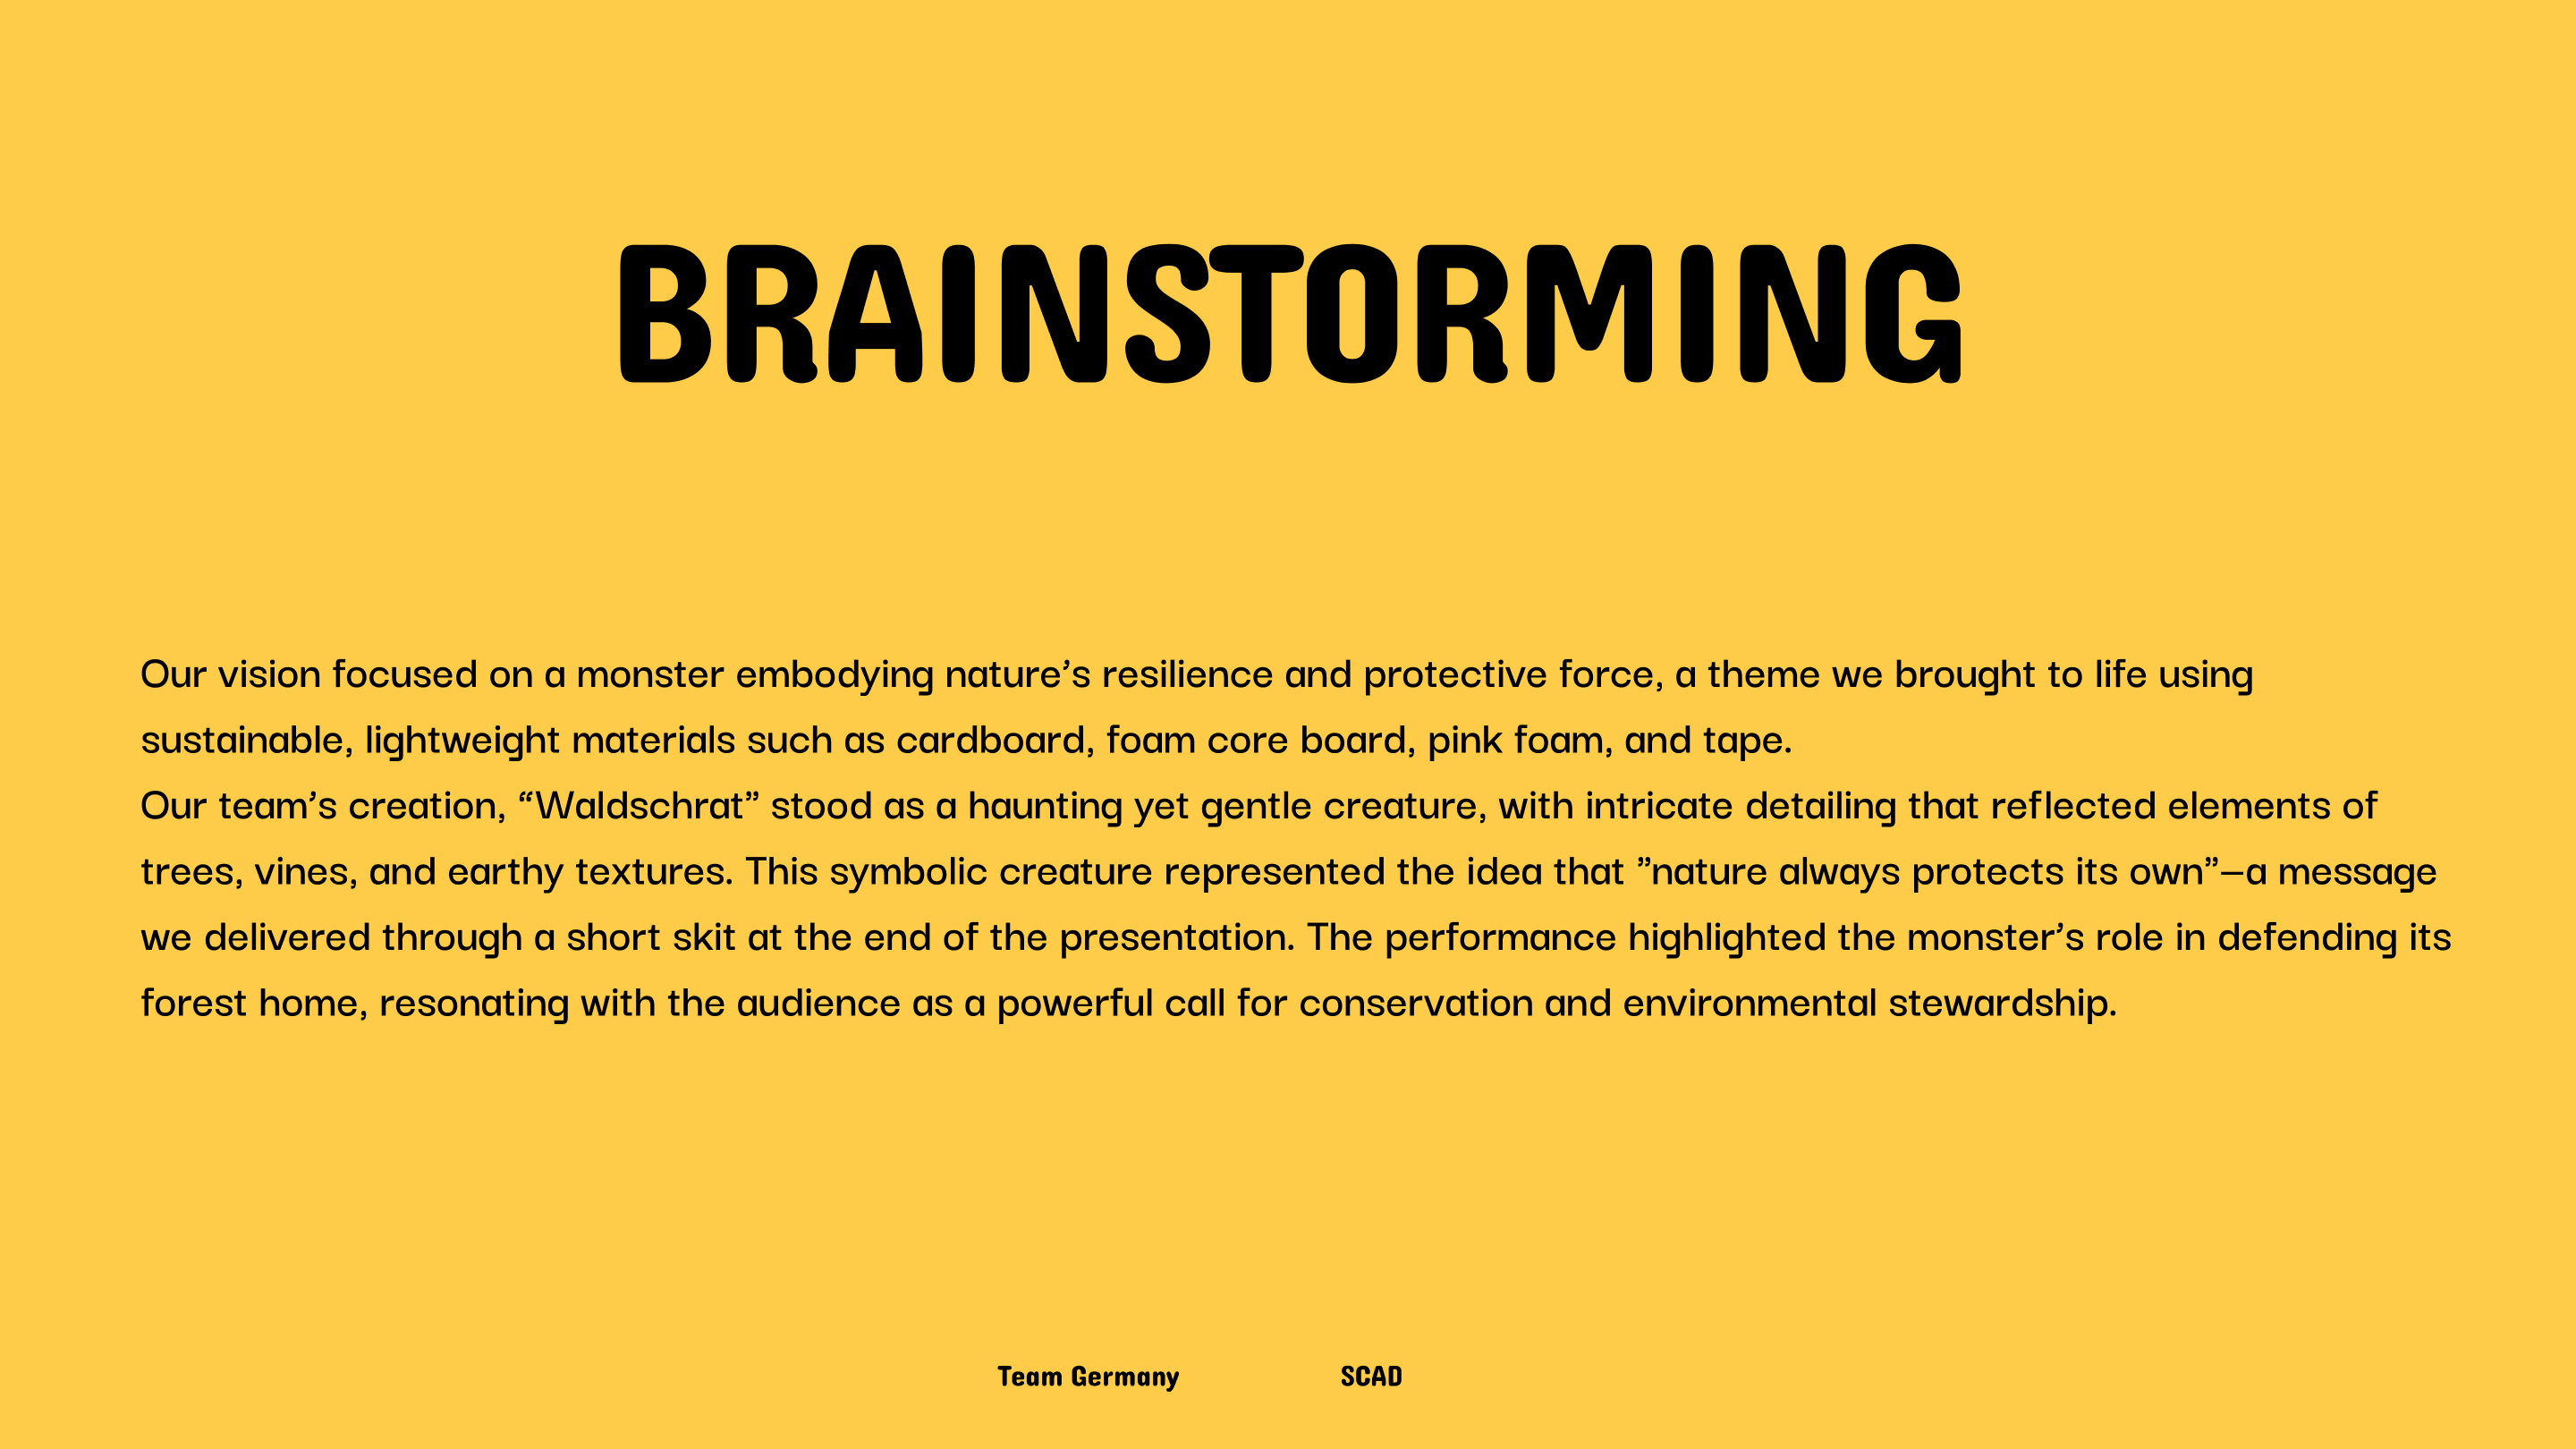 BRAINSTORMING
Our vision focused on a monster embodying nature’s resilience and protective force, a theme we brought to life using
sustainable, lightweight materials such as cardboard, foam core board, pink foam, and tape.
Our team’s creation, “Waldschrat” stood as a haunting yet gentle creature, with intricate detailing that reflected elements of
trees, vines, and earthy textures. This symbolic creature represented the idea that ”nature always protects its own”—a message
we delivered through a short skit at the end of the presentation. The performance highlighted the monster’s role in defending its
forest home, resonating with the audience as a powerful call for conservation and environmental stewardship.
Team Germany
SCAD